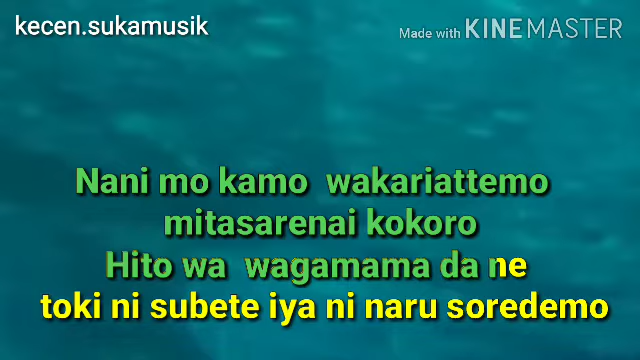 kecen.sukamusik
Made with KINEMASTER
Nani mo kamo wakariattemo
mitasarenai kokoro
Hito wa wagamama da ne
toki ni subete iya ni naru soredemo